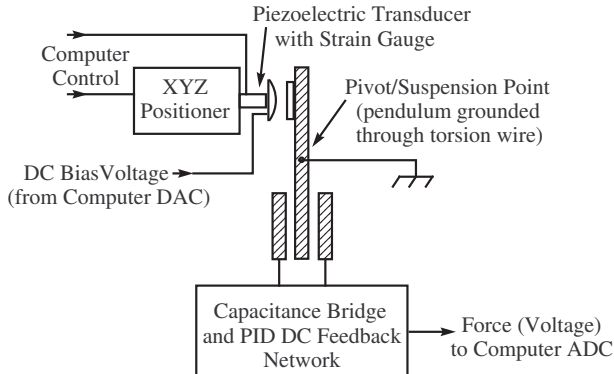 Piezoelectric Transducer
with Strain Gauge
Computer
Control
XYZ
Positioner
Pivot/Suspension Point
(pendulum grounded
through torsion wire)
DC BiasVoltage
(from Computer DAC)
Capacitance Bridge
and PID DC Feedback
Network
Force (Voltage)
to Computer ADC